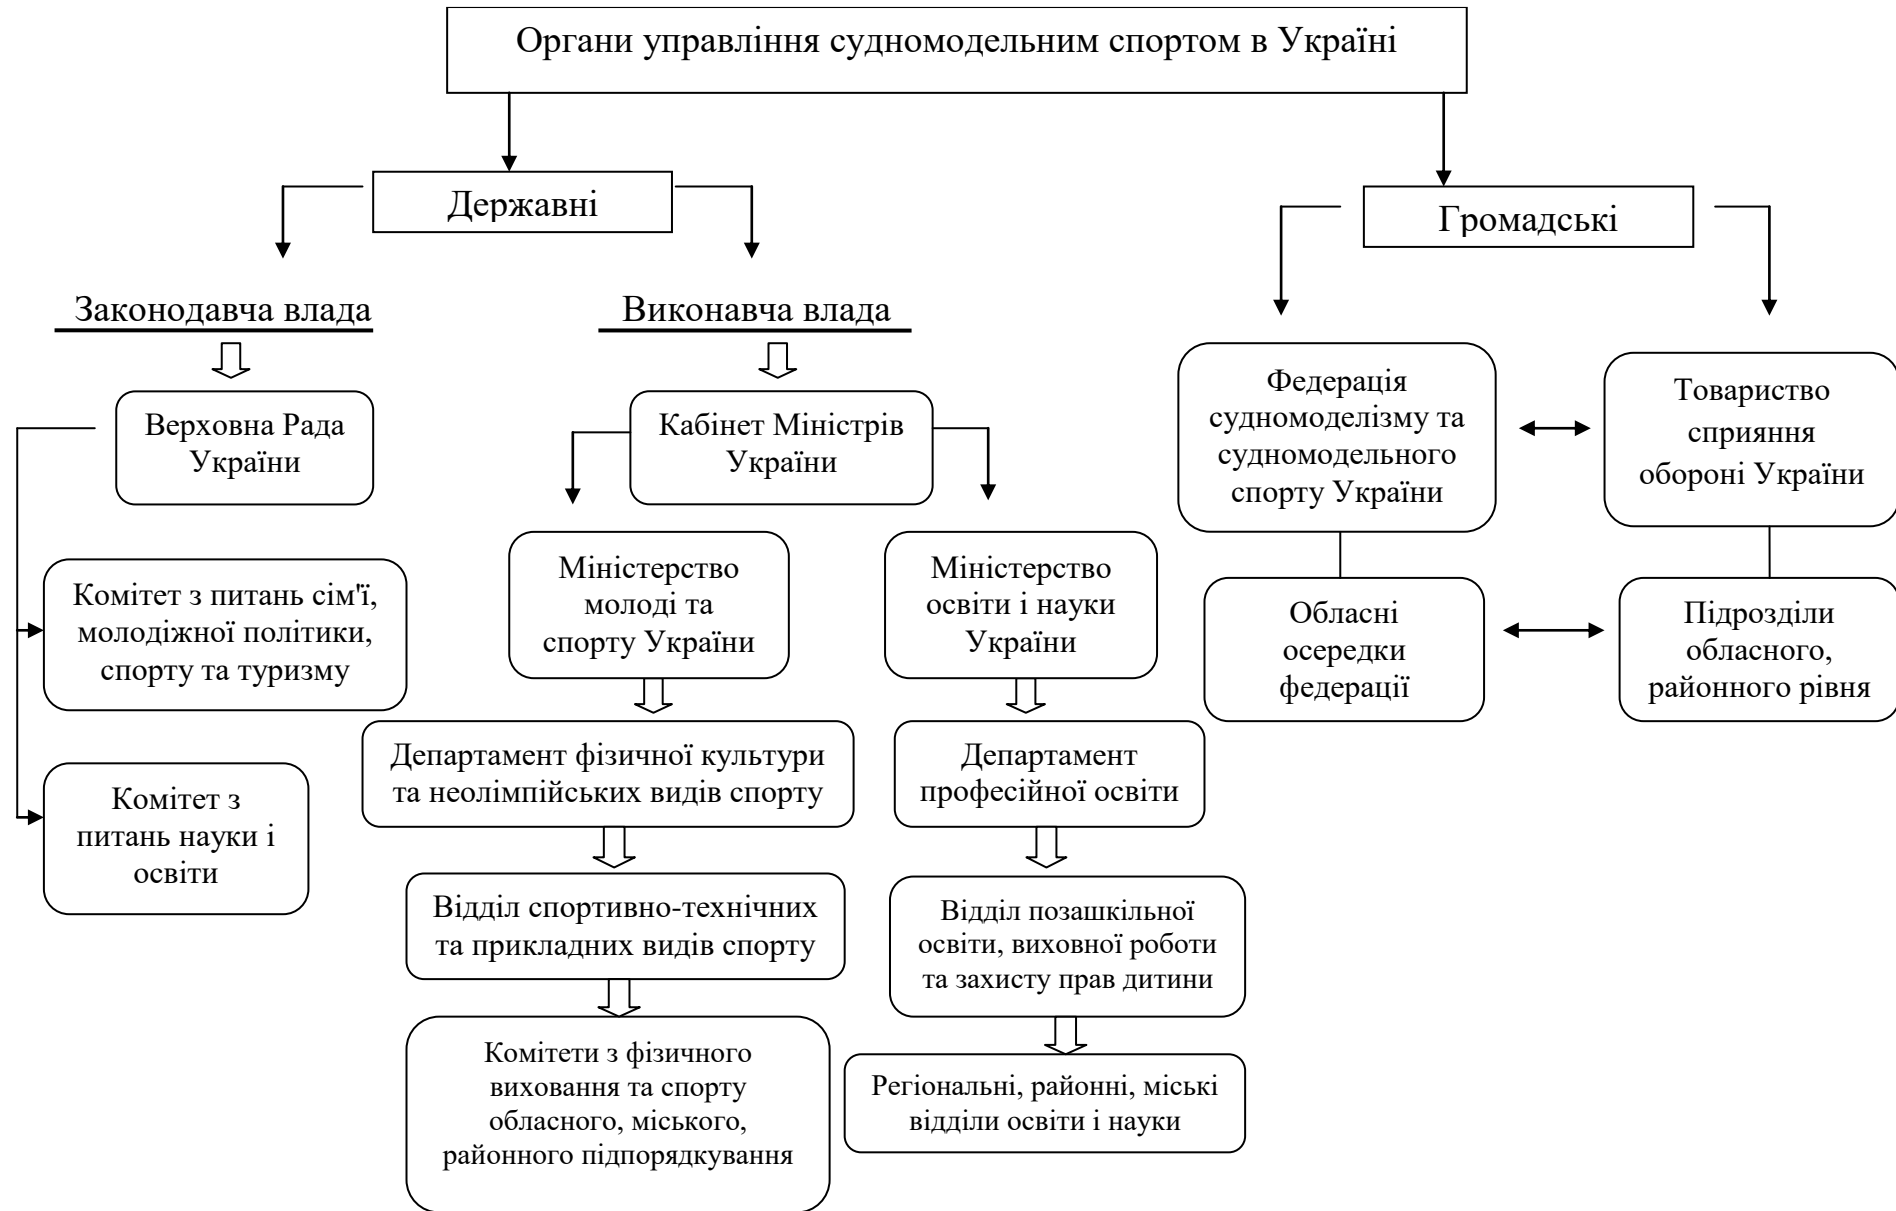 Органи управління судномодельним спортом в Україні
Державні
Громадські
Законодавча влада
Виконавча влада
Верховна Рада
України
Кабінет Міністрів
України
Федерація
судномоделізму та
судномодельного
спорту України
Товариство
сприяння
обороні України
Комітет з питань сім'ї,
молодіжної політики,
спорту та туризму
Міністерство
молоді та
спорту України
Міністерство
освіти і науки
України
Обласні
осередки
федерації
Підрозділи
обласного,
районного рівня
Департамент фізичної культури
та неолімпійських видів спорту
Департамент
професійної освіти
Комітет з
питань науки і
освіти
Відділ спортивно-технічних
та прикладних видів спорту
Відділ позашкільної
освіти, виховної роботи
та захисту прав дитини
Комітети з фізичного
виховання та спорту
обласного, міського,
районного підпорядкування
Регіональні, районні, міські
відділи освіти і науки